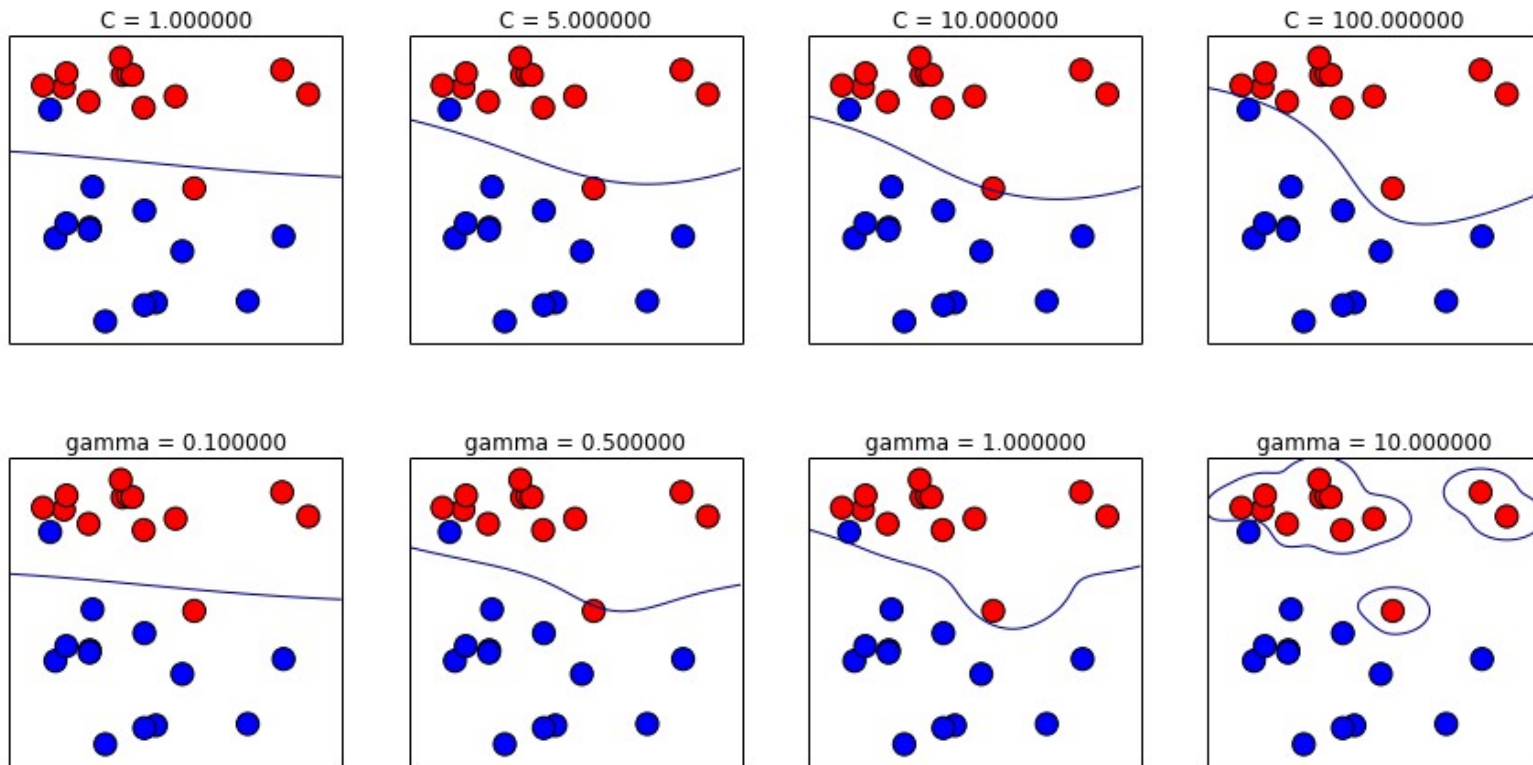 C = 1.000000
C = 5.000000
C = 10.000000
C = 100.000000
gamma = 0.100000
gamma = 0.500000
gamma = 1.000000
gamma = 10.000000